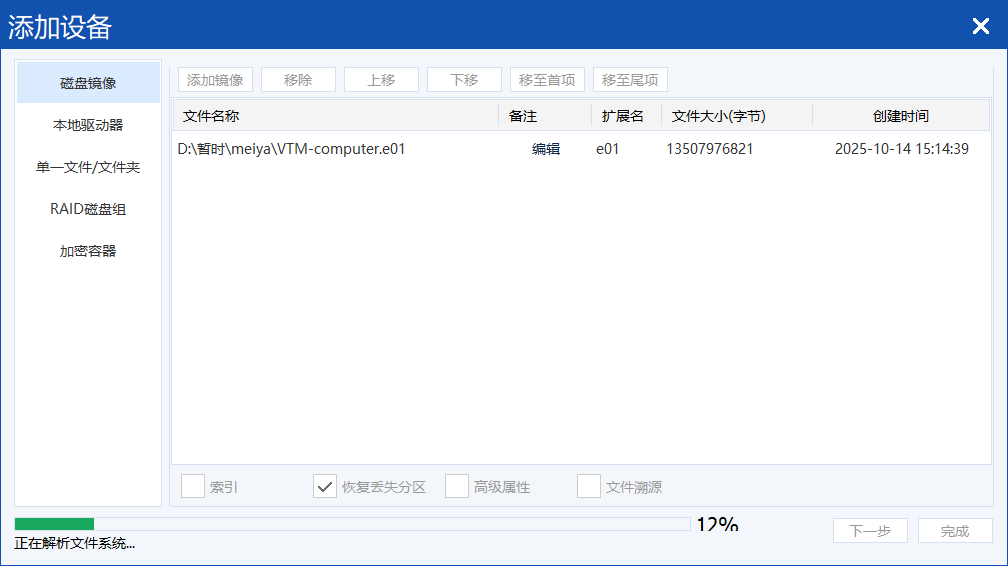 添加设备
磁盘镜像
本地驱动器
单一文件/文件夹
RAID磁盘组
加密容器
添加镜像 移除 上移 下移 移至首项 移至尾项
文件名称 备注 扩展名 文件大小(字节) 创建时间
D:\暂时\meiya\VTM-computer.e01 编辑 e01 13507976821 2025-10-14 15:14:39
索引 恢复丢失分区 高级属性 文件溯源
12%
正在解析文件系统...
下一步 完成